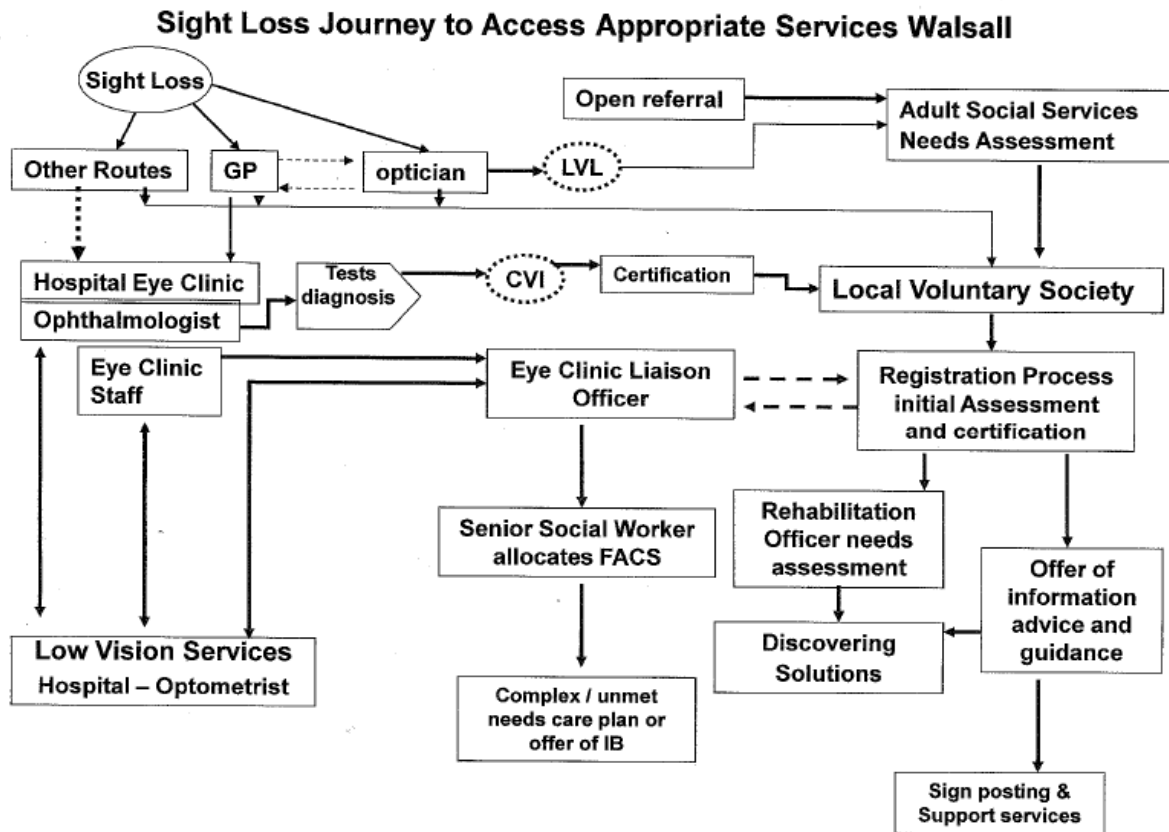 Sight Loss Journey to Access Appropriate Services Walsall
Sight Loss
Open referral
Adult Social Services
Needs Assessment
Other Routes
GP
optician
LVL
Hospital Eye Clinic
Ophthalmologist
Tests
diagnosis
CVI
Certification
Local Voluntary Society
Eye Clinic
Staff
Eye Clinic Liaison
Officer
Registration Process
initial Assessment
and certification
Senior Social Worker
allocates FACS
Rehabilitation
Officer needs
assessment
Offer of
information
advice and
guidance
Low Vision Services
Hospital – Optometrist
Discovering
Solutions
Complex / unmet
needs care plan or
offer of IB
Sign posting &
Support services